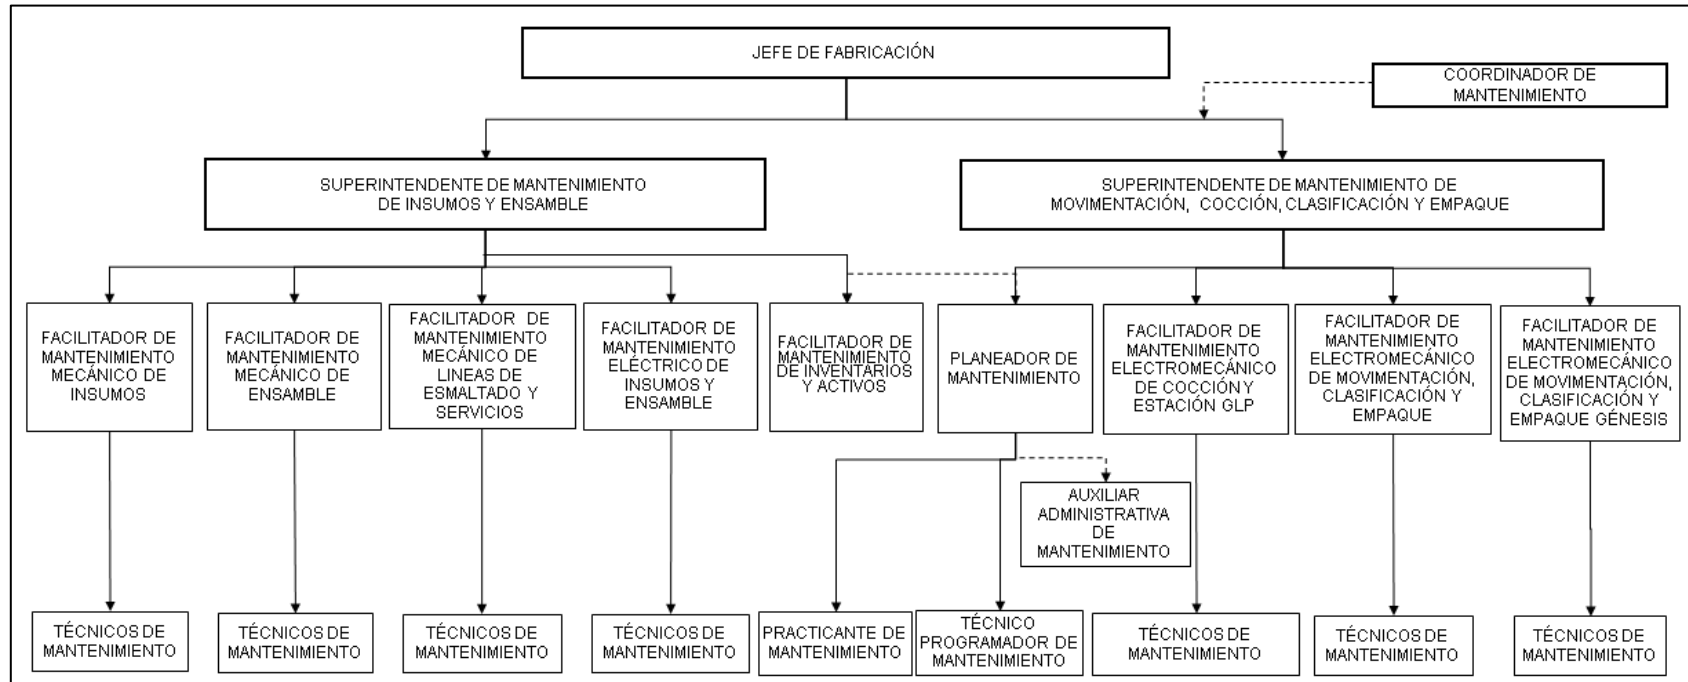 JEFE DE FABRICACIÓN
COORDINADOR DE
MANTENIMIENTO
SUPERINTENDENTE DE MANTENIMIENTO
DE INSUMOS Y ENSAMBLE
SUPERINTENDENTE DE MANTENIMIENTO DE
MOVIMENTACIÓN, COCCIÓN, CLASIFICACIÓN Y EMPAQUE
FACILITADOR DE
MANTENIMIENTO
MECÁNICO DE
INSUMOS
FACILITADOR DE
MANTENIMIENTO
MECÁNICO DE
ENSAMBLE
FACILITADOR DE
MANTENIMIENTO
MECÁNICO DE
LINEAS DE
ESMALTADO Y
SERVICIOS
FACILITADOR DE
MANTENIMIENTO
ELÉCTRICO DE
INSUMOS Y
ENSAMBLE
FACILITADOR DE
MANTENIMIENTO
DE INVENTARIOS
Y ACTIVOS
PLANEADOR DE
MANTENIMIENTO
FACILITADOR DE
MANTENIMIENTO
ELECTROMECÁNICO
DE COCCIÓN Y
ESTACIÓN GLP
FACILITADOR DE
MANTENIMIENTO
ELECTROMECÁNICO
DE MOVIMENTACIÓN,
CLASIFICACIÓN Y
EMPAQUE
FACILITADOR DE
MANTENIMIENTO
ELECTROMECÁNICO
DE MOVIMENTACIÓN,
CLASIFICACIÓN Y
EMPAQUE GÉNESIS
AUXILIAR
ADMINISTRATIVA
DE
MANTENIMIENTO
TÉCNICOS DE
MANTENIMIENTO
TÉCNICOS DE
MANTENIMIENTO
TÉCNICOS DE
MANTENIMIENTO
TÉCNICOS DE
MANTENIMIENTO
PRACTICANTE DE
MANTENIMIENTO
TÉCNICO
PROGRAMADOR DE
MANTENIMIENTO
TÉCNICOS DE
MANTENIMIENTO
TÉCNICOS DE
MANTENIMIENTO
TÉCNICOS DE
MANTENIMIENTO